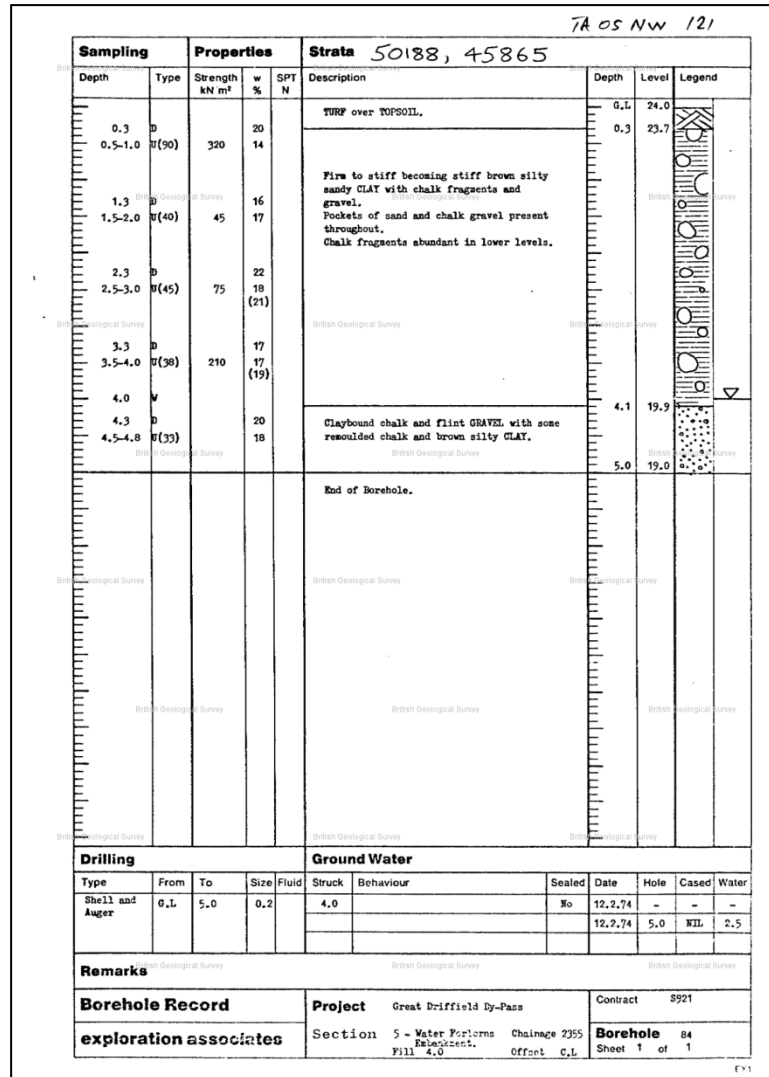 TA 05 NW 121
Sampling Properties Strata 50188, 45865
Depth Type Strength kN m² w % SPT N Description Depth Level Legend
TURF over TOPSOIL. G.L 24.0
0.3 D 20 0.3 23.7
0.5-1.0 U(90) 320 14
Firm to stiff becoming stiff brown silty
sandy CLAY with chalk fragments and
gravel.
1.3 D 16
1.5-2.0 U(40) 45 17 Pockets of sand and chalk gravel present
throughout.
Chalk fragments abundant in lower levels.
2.3 D 22
2.5-3.0 U(45) 75 18
(21)
3.3 D 17
3.5-4.0 U(38) 210 17
(19)
4.0 W
4.1 19.9
4.3 D 20 Claybound chalk and flint GRAVEL with some
4.5-4.8 U(33) 18 remoulded chalk and brown silty CLAY.
5.0 19.0
End of Borehole.
British Geological Survey British Geological Survey British Geological Survey
Drilling Ground Water
Type From To Size Fluid Struck Behaviour Sealed Date Hole Cased Water
Shell and G.L 5.0 0.2 4.0 No 12.2.74 - - -
Auger
12.2.74 5.0 NIL 2.5
Remarks
Borehole Record Project Great Driffield By-Pass Contract S921
exploration associates Section 5 - Water Forlorns Chainage 2355 Borehole 84
Embankment.
Fill 4.0 Offset C.L Sheet 1 of 1
EX1